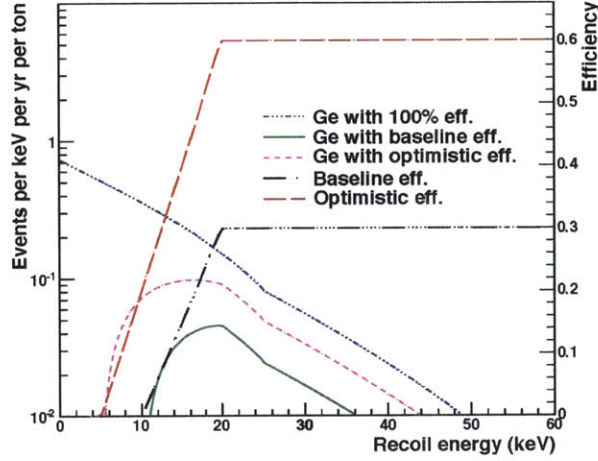 Events per keV per yr per ton
1
10-1
10-2
Ge with 100% eff.
Ge with baseline eff.
Ge with optimistic eff.
Baseline eff.
Optimistic eff.
Efficiency
0.6
0.5
0.4
0.3
0.2
0.1
0
0 10 20 30 40 50 60
Recoil energy (keV)